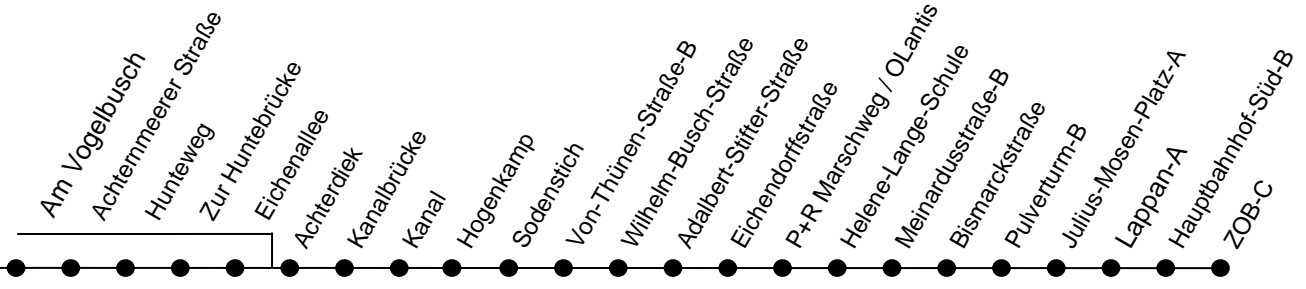 Am Vogelbusch
Achternmeerer Straße
Hunteweg
Zur Huntebrücke
Eichenallee
Achterdiek
Kanalbrücke
Kanal
Hogenkamp
Sodenstich
Von-Thünen-Straße-B
Wilhelm-Busch-Straße
Adalbert-Stifter-Straße
Eichendorffstraße
P+R Marschweg / OLantis
Helene-Lange-Schule
Meinardusstraße-B
Bismarckstraße
Pulverturm-B
Julius-Mosen-Platz-A
Lappan-A
Hauptbahnhof-Süd-B
ZOB-C